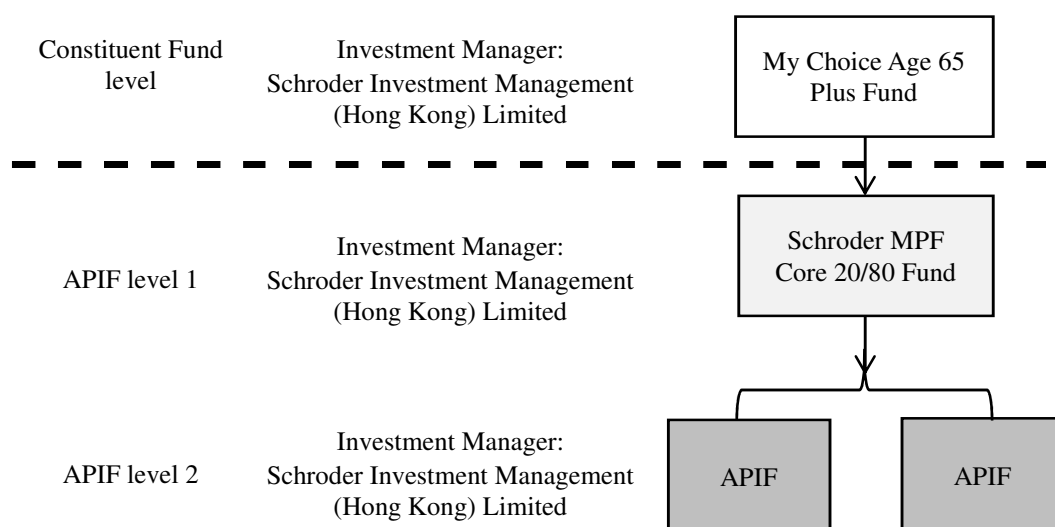 Constituent Fund
level
Investment Manager:
Schroder Investment Management
(Hong Kong) Limited
My Choice Age 65
Plus Fund
APIF level 1
Investment Manager:
Schroder Investment Management
(Hong Kong) Limited
Schroder MPF
Core 20/80 Fund
APIF level 2
Investment Manager:
Schroder Investment Management
(Hong Kong) Limited
APIF
APIF